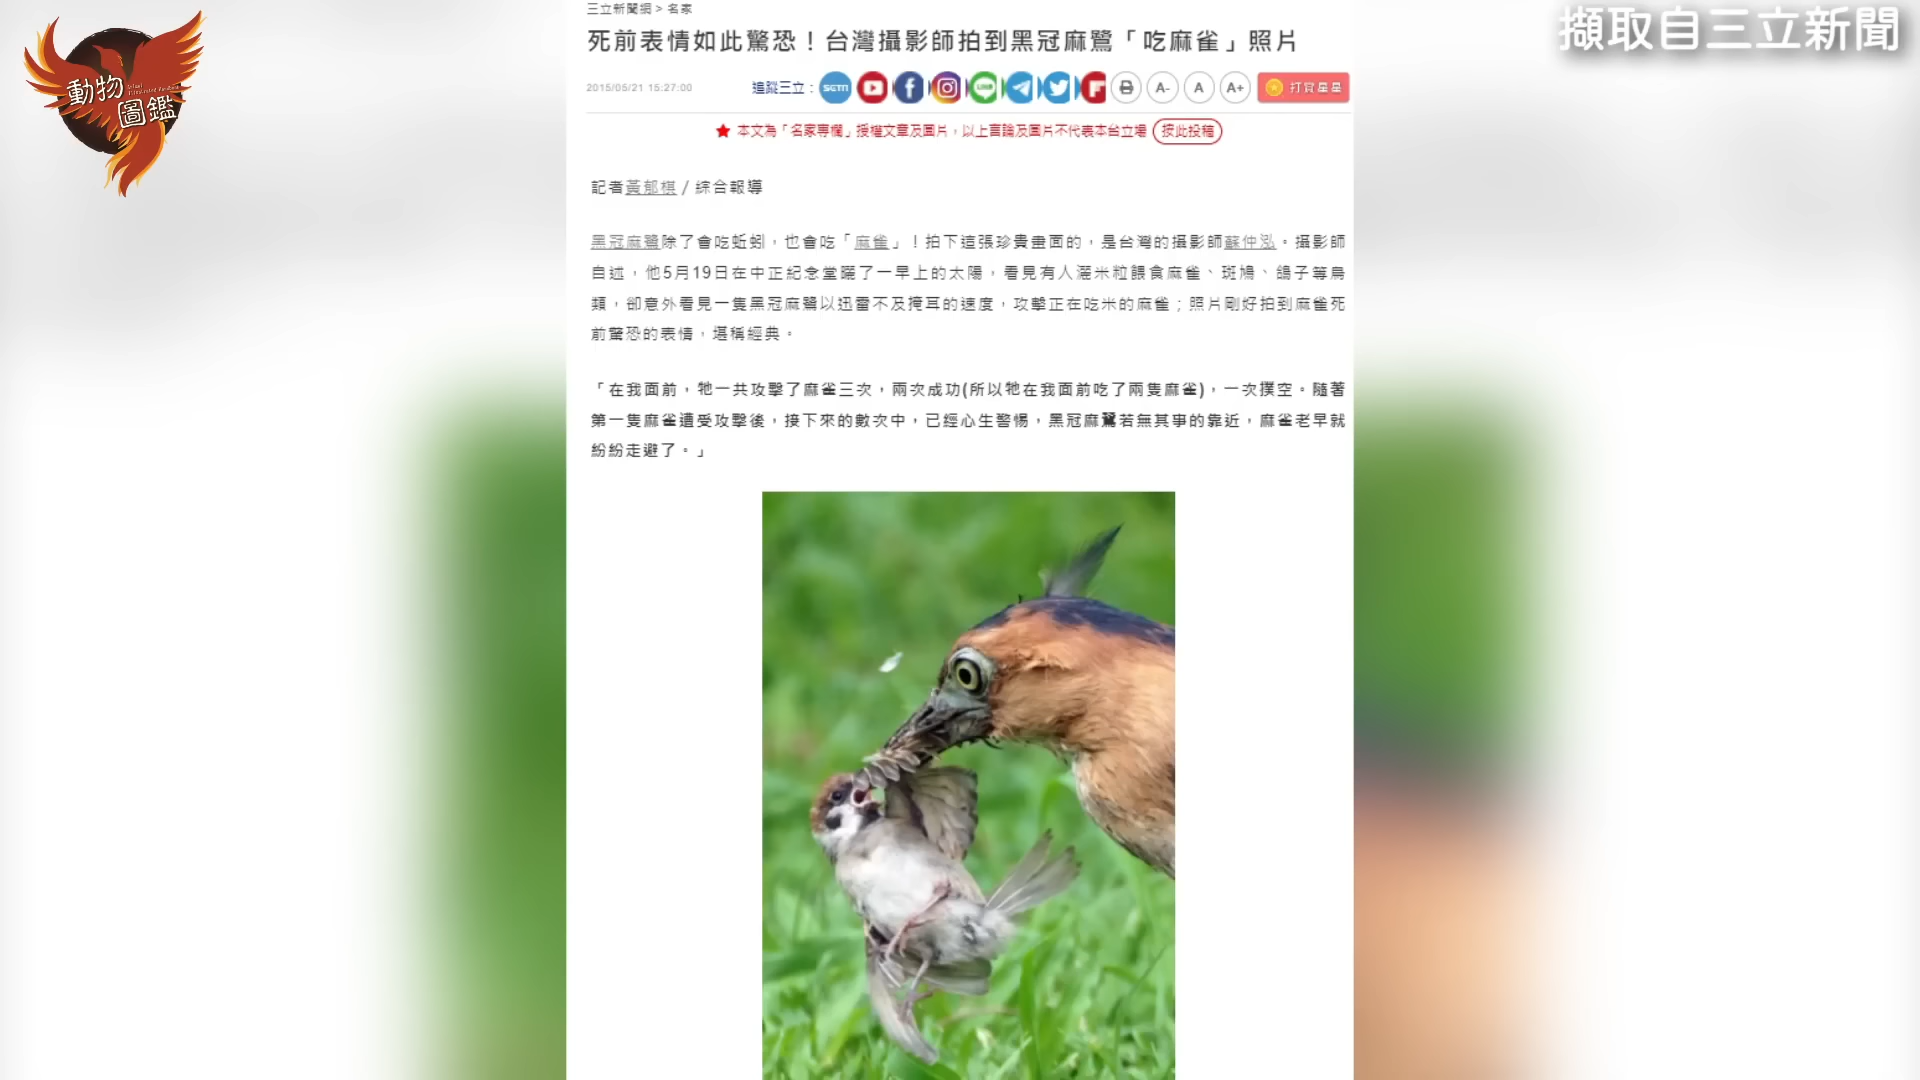 三立新聞網 > 名家
擷取自三立新聞
死前表情如此驚恐！台灣攝影師拍到黑冠麻鷺「吃麻雀」照片
動物
圖鑑
2015/05/21 15:27:00
追蹤三立：
setn
LINE
A-
A
A+
打賞星星
★ 本文為「名家專欄」授權文章及圖片，以上言論及圖片不代表本台立場 按此投稿
記者黃郁棋 / 綜合報導
黑冠麻鷺除了會吃蚯蚓，也會吃「麻雀」！拍下這張珍貴畫面的，是台灣的攝影師蘇仲泓。攝影師
自述，他5月19日在中正紀念堂曬了一早上的太陽，看見有人灑米粒餵食麻雀、斑鳩、鴿子等鳥
類，卻意外看見一隻黑冠麻鷺以迅雷不及掩耳的速度，攻擊正在吃米的麻雀；照片剛好拍到麻雀死
前驚恐的表情，堪稱經典。
「在我面前，牠一共攻擊了麻雀三次，兩次成功(所以牠在我面前吃了兩隻麻雀)，一次撲空。隨著
第一隻麻雀遭受攻擊後，接下來的數次中，已經心生警惕，黑冠麻鷺若無其事的靠近，麻雀老早就
紛紛走避了。」